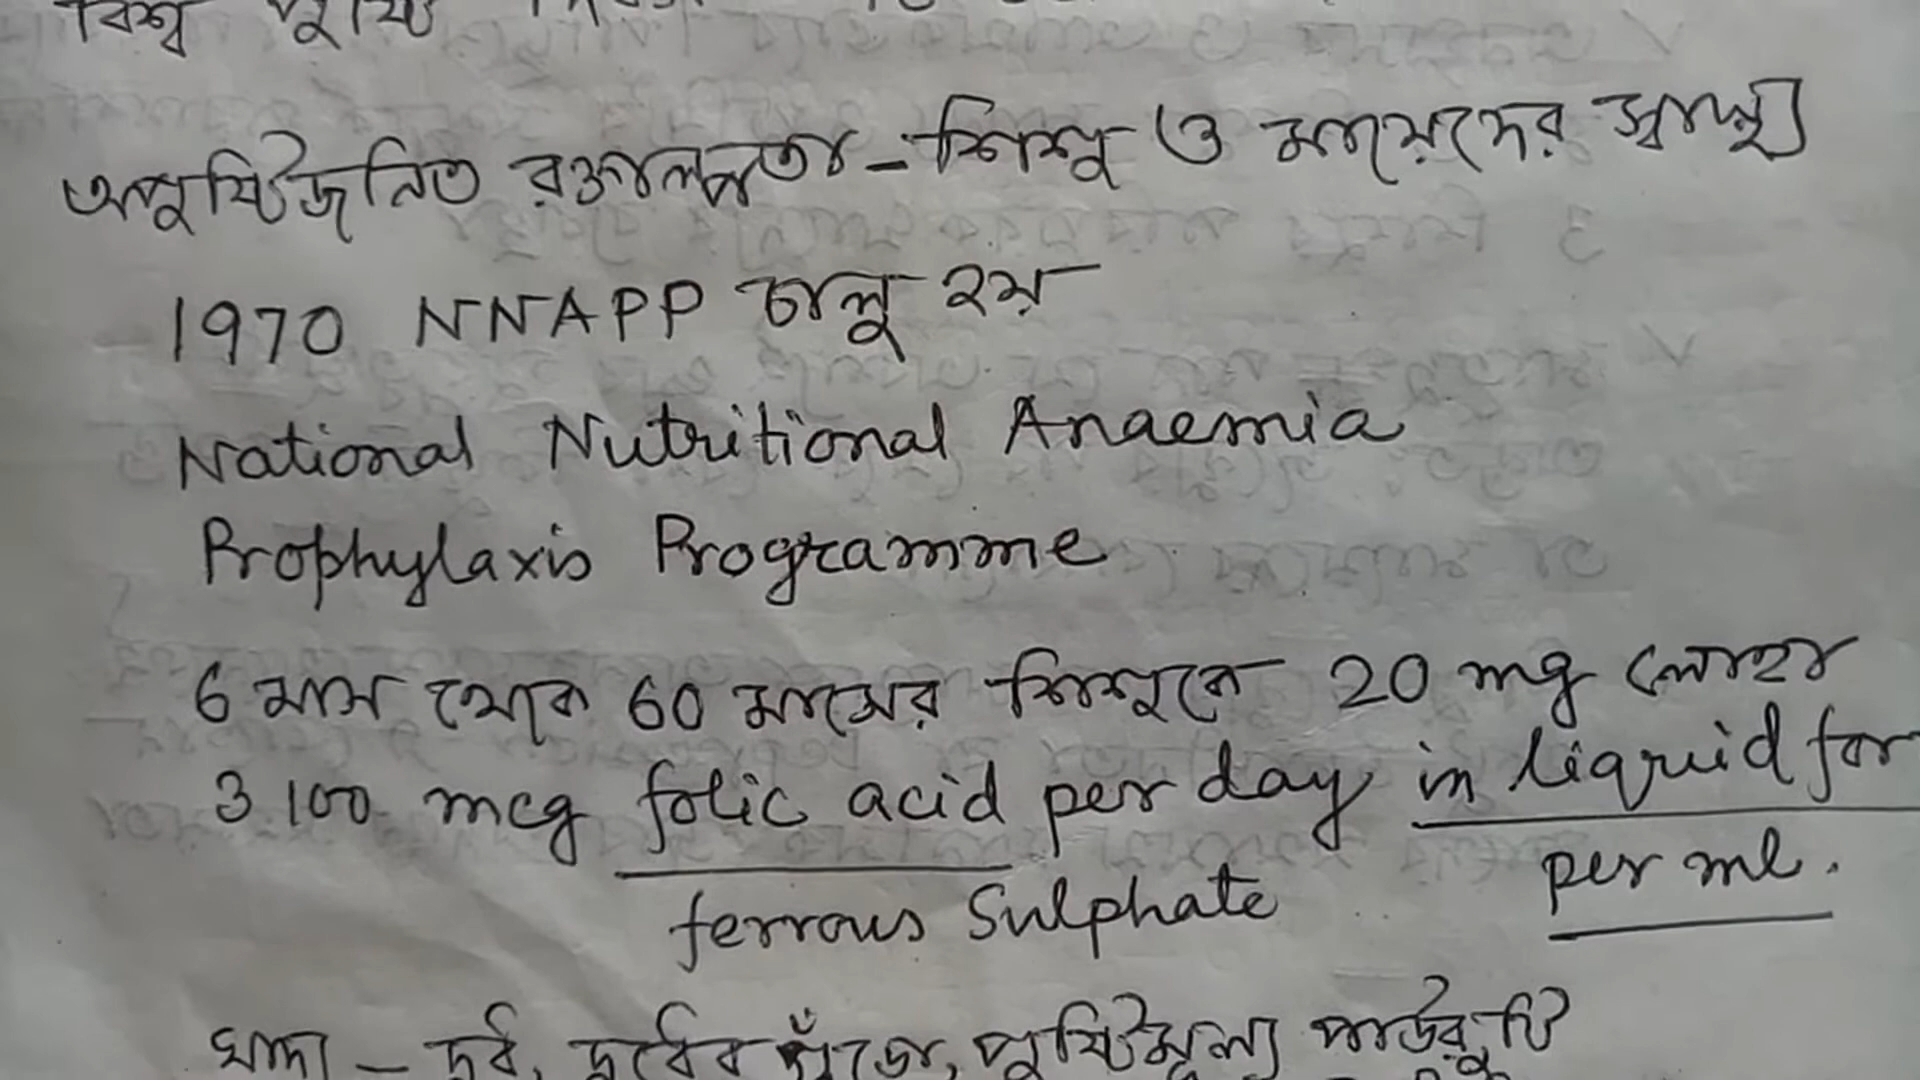 বিশ্ব পুষ্টি
অপুষ্টিজনিত রক্তাল্পতা - শিশু ও মায়েদের স্বাস্থ্য
1970 NNAPP চালু হয়
National Nutritional Anaemia
Prophylaxis Programme
6 মাস থেকে 60 মাসের শিশুকে 20 mg লোহা
ও 100 mcg folic acid per day in liquid for
per ml.
ferrous Sulphate
খাদ্য - দুধ, দুধের গুঁড়ো, পুষ্টিমূল্য পাউরুটি